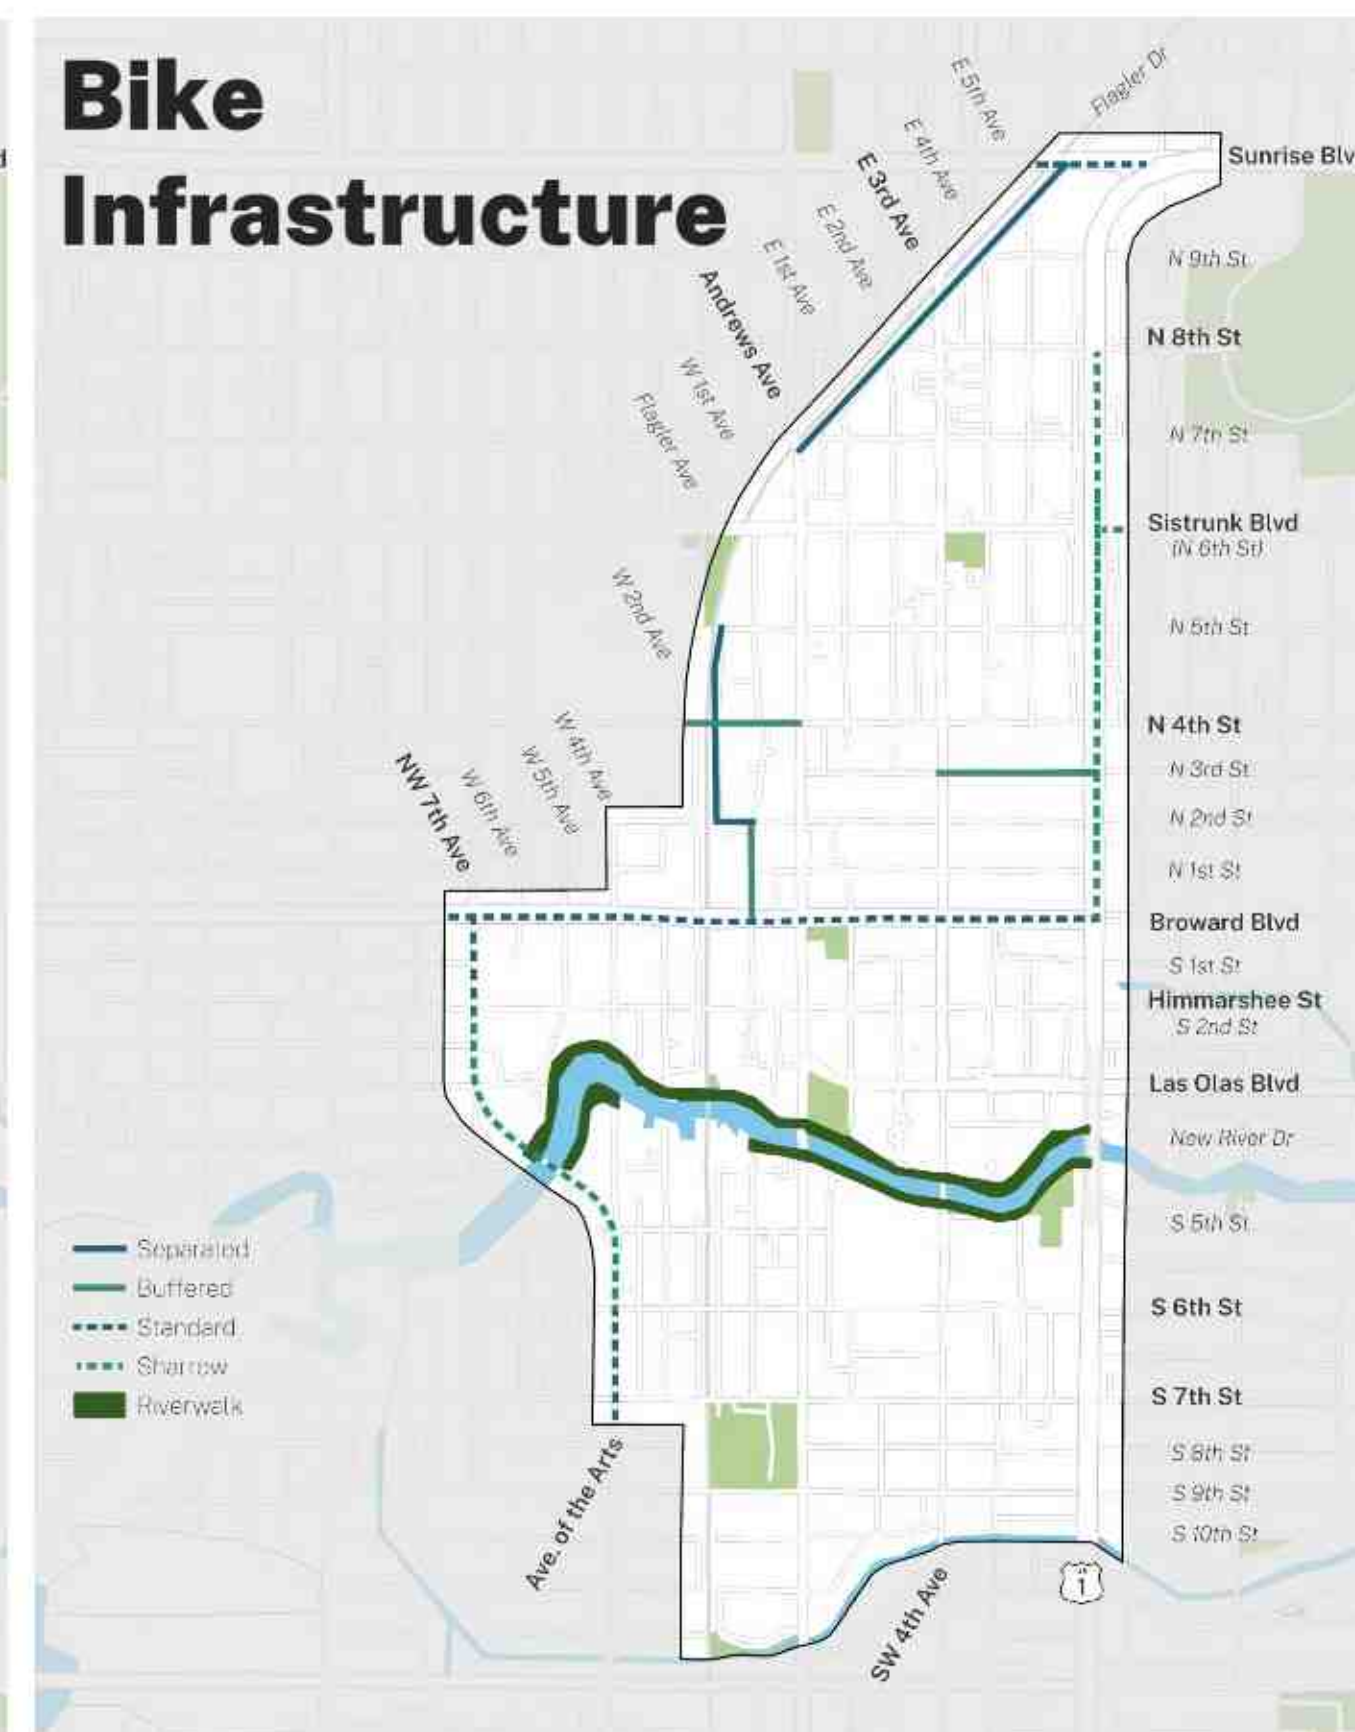 Bike
Infrastructure
E 5th Ave
Flagler Dr
E 4th Ave
E 3rd Ave
E 2nd Ave
E 1st Ave
Andrews Ave
W 1st Ave
Flagler Ave
W 2nd Ave
W 4th Ave
W 5th Ave
W 6th Ave
NW 7th Ave
Sunrise Blv
N 9th St
N 8th St
N 7th St
Sistrunk Blvd
(N 6th St)
N 5th St
N 4th St
N 3rd St
N 2nd St
N 1st St
Broward Blvd
S 1st St
Himmarshee St
S 2nd St
Las Olas Blvd
New River Dr
S 5th St
S 6th St
S 7th St
S 8th St
S 9th St
S 10th St
Separated
Buffered
Standard
Sharrow
Riverwalk
Ave. of the Arts
SW 4th Ave
1